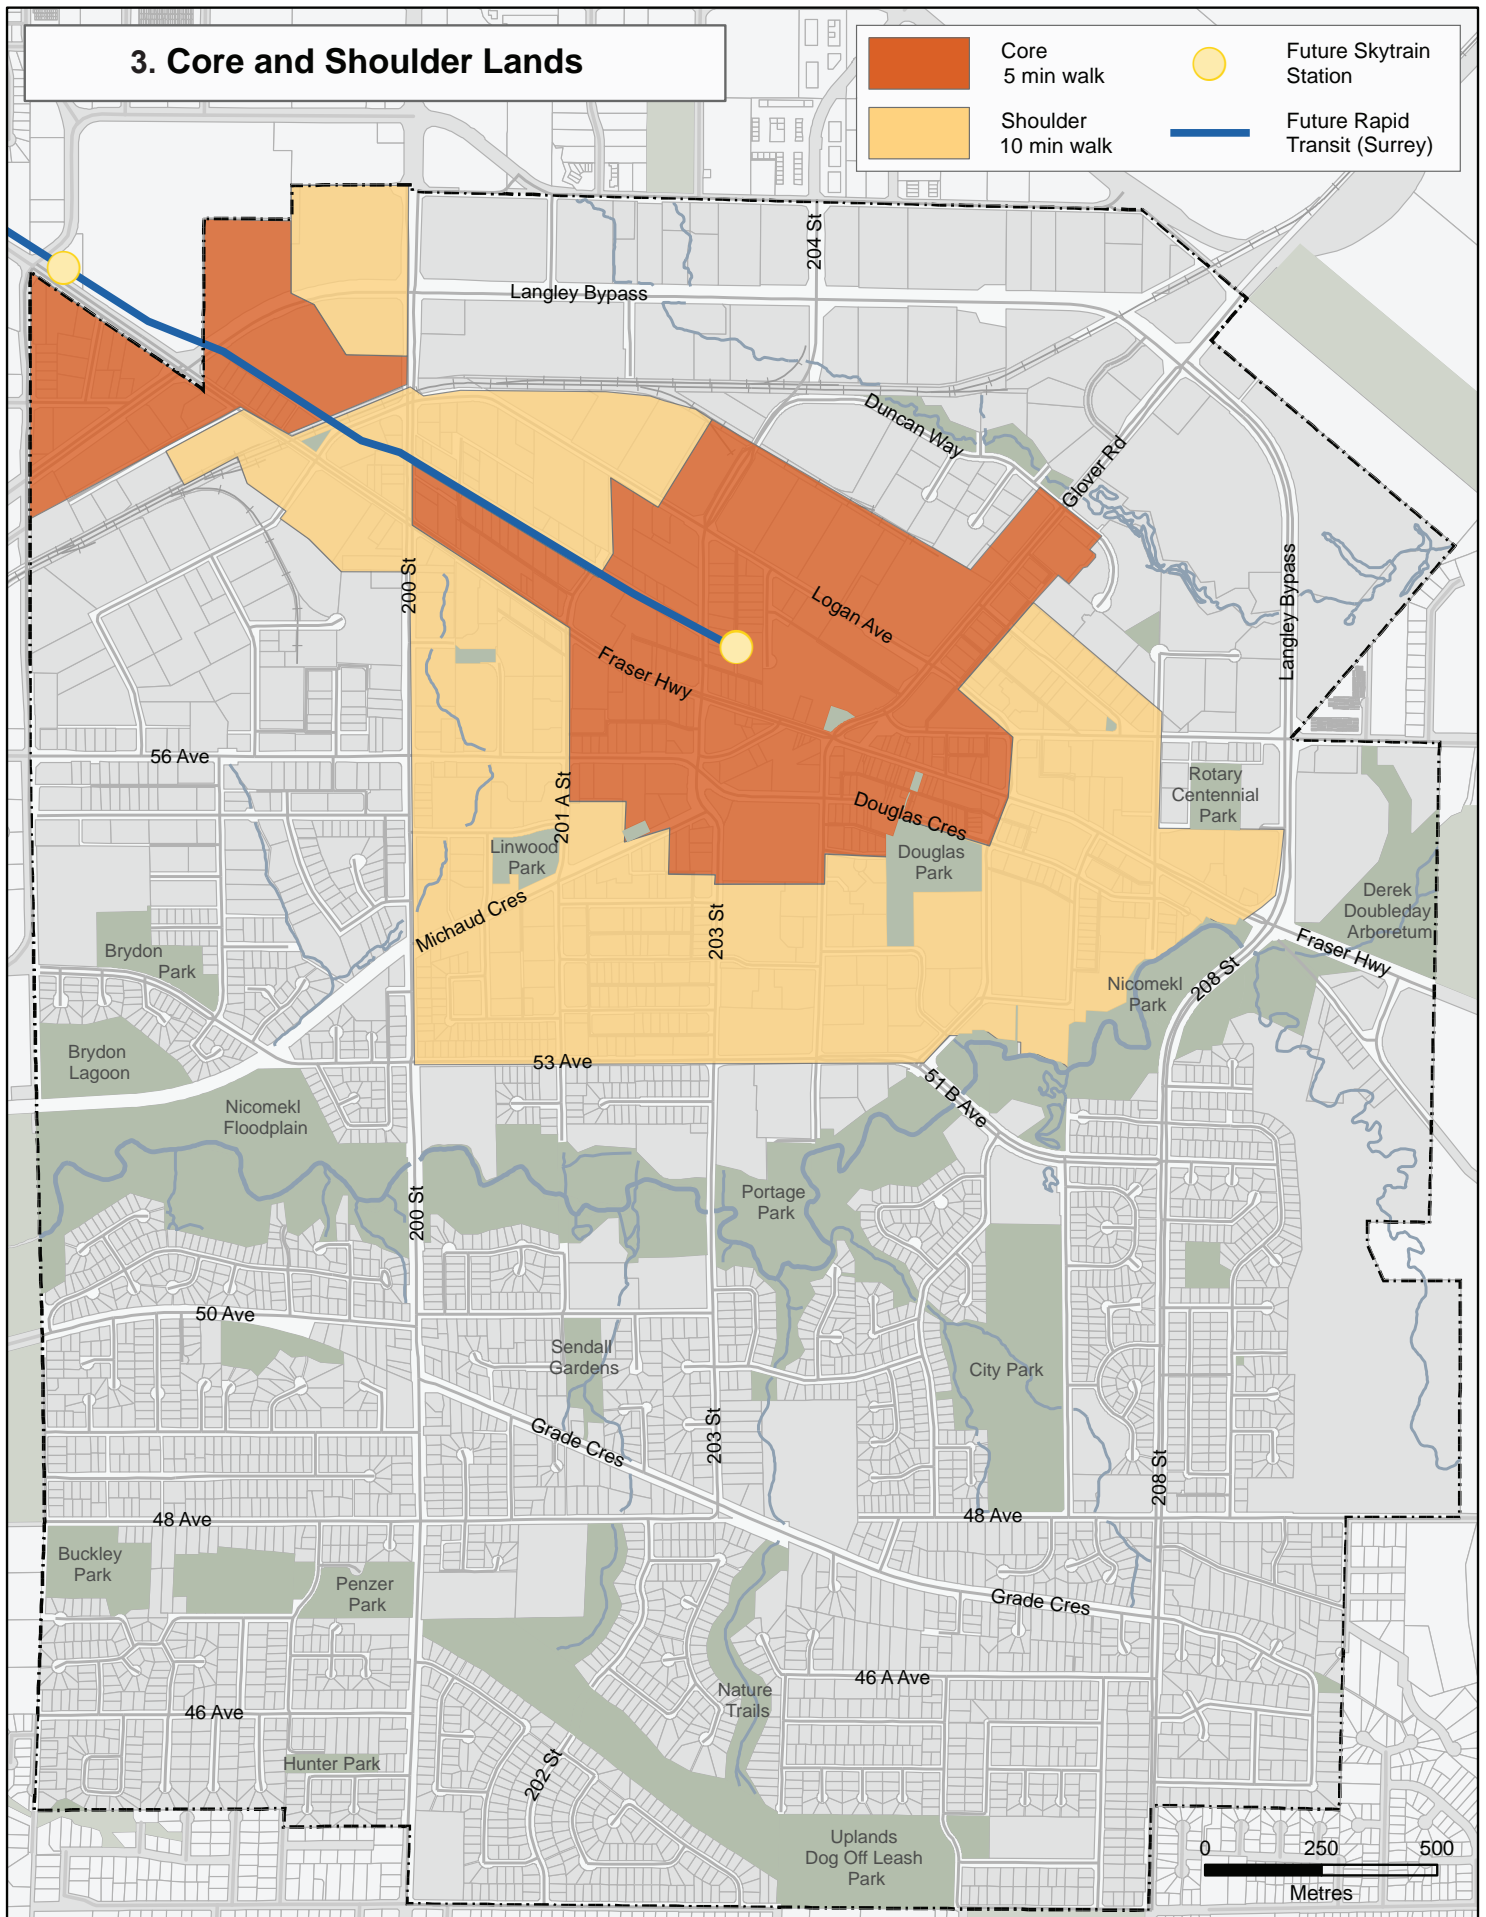 3. Core and Shoulder Lands
Core
5 min walk
Future Skytrain
Station
Shoulder
10 min walk
Future Rapid
Transit (Surrey)
204 St
Langley Bypass
Duncan Way
Glover Rd
200 St
Langley Bypass
Logan Ave
Fraser Hwy
56 Ave
201 A St
Rotary
Centennial
Park
Douglas Cres
Linwood
Park
Douglas
Park
Michaud Cres
203 St
Derek
Doubleday
Arboretum
Brydon
Park
Fraser Hwy
208 St
Nicomekl
Park
Brydon
Lagoon
53 Ave
51 B Ave
Nicomekl
Floodplain
200 St
Portage
Park
50 Ave
Sendall
Gardens
City Park
Grade Cres
203 St
208 St
48 Ave
48 Ave
Buckley
Park
Penzer
Park
Grade Cres
46 A Ave
Nature
Trails
46 Ave
Hunter Park
202 St
Uplands
Dog Off Leash
Park
0 250 500
Metres